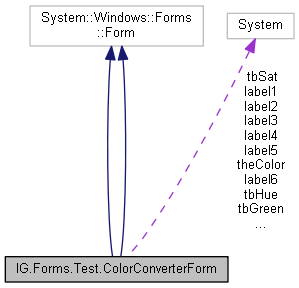 System::Windows::Forms
::Form
System
tbSat
label1
label2
label3
label4
label5
theColor
label6
tbHue
tbGreen
...
IG.Forms.Test.ColorConverterForm